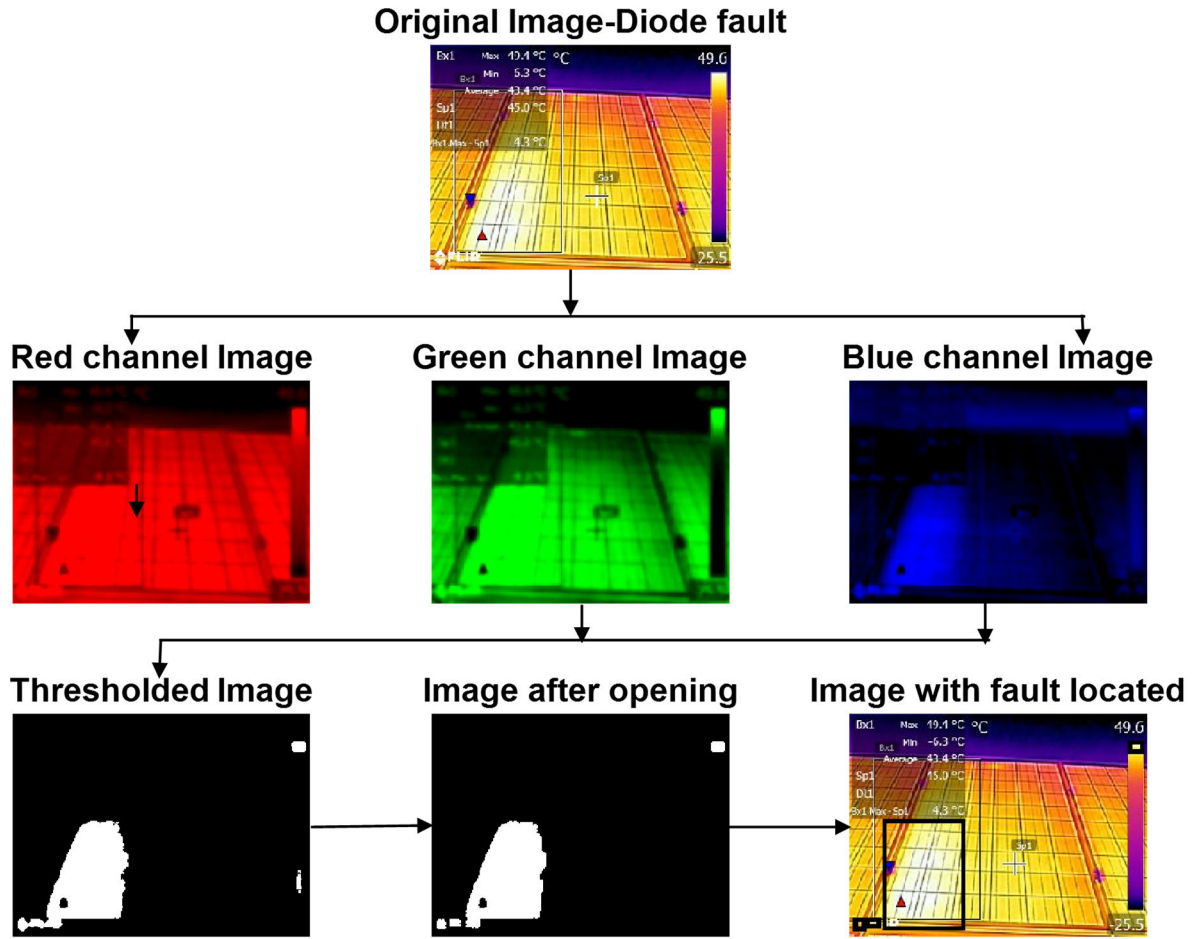 Original Image-Diode fault
Bx1 Max 49.4 °C °C 49.6
Min 6.3 °C
Bx1
Average 43.4 °C
Sp1 45.0 °C
Dt1
Bx1.Max - Sp1 4.3 °C
Sp1
FLIR
25.5
Red channel Image
Green channel Image
Blue channel Image
Thresholded Image
Image after opening
Image with fault located
Bx1 Max 49.4 °C °C 49.6
Min -6.3 °C
Bx1
Average 43.4 °C
Sp1 45.0 °C
Dt1
Bx1 Max - Sp1 4.3 °C
Sp1
25.5